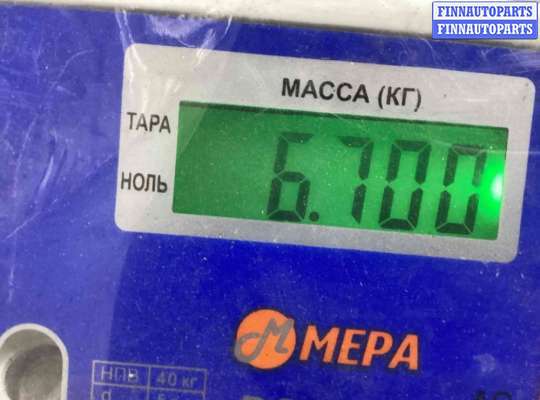 FINNAUTOPARTS
FINNAUTOPARTS
МАССА (КГ)
ТАРА
НОЛЬ
6.700
МЕРА
НПВ 40 кг
d